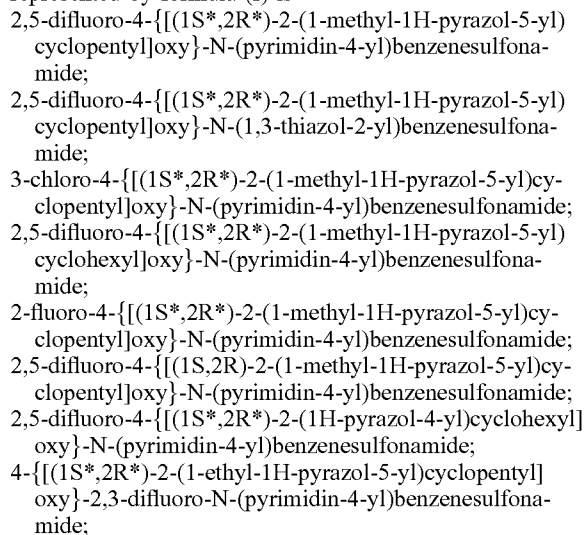 2,5-difluoro-4-{[(1S*,2R*)-2-(1-methyl-1H-pyrazol-5-yl)
cyclopentyl]oxy}-N-(pyrimidin-4-yl)benzenesulfona-
mide;
2,5-difluoro-4-{[(1S*,2R*)-2-(1-methyl-1H-pyrazol-5-yl)
cyclopentyl]oxy}-N-(1,3-thiazol-2-yl)benzenesulfona-
mide;
3-chloro-4-{[(1S*,2R*)-2-(1-methyl-1H-pyrazol-5-yl)cy-
clopentyl]oxy}-N-(pyrimidin-4-yl)benzenesulfonamide;
2,5-difluoro-4-{[(1S*,2R*)-2-(1-methyl-1H-pyrazol-5-yl)
cyclohexyl]oxy}-N-(pyrimidin-4-yl)benzenesulfona-
mide;
2-fluoro-4-{[(1S*,2R*)-2-(1-methyl-1H-pyrazol-5-yl)cy-
clopentyl]oxy}-N-(pyrimidin-4-yl)benzenesulfonamide;
2,5-difluoro-4-{[(1S,2R)-2-(1-methyl-1H-pyrazol-5-yl)cy-
clopentyl]oxy}-N-(pyrimidin-4-yl)benzenesulfonamide;
2,5-difluoro-4-{[(1S*,2R*)-2-(1H-pyrazol-4-yl)cyclohexyl]
oxy}-N-(pyrimidin-4-yl)benzenesulfonamide;
4-{[(1S*,2R*)-2-(1-ethyl-1H-pyrazol-5-yl)cyclopentyl]
oxy}-2,3-difluoro-N-(pyrimidin-4-yl)benzenesulfona-
mide;